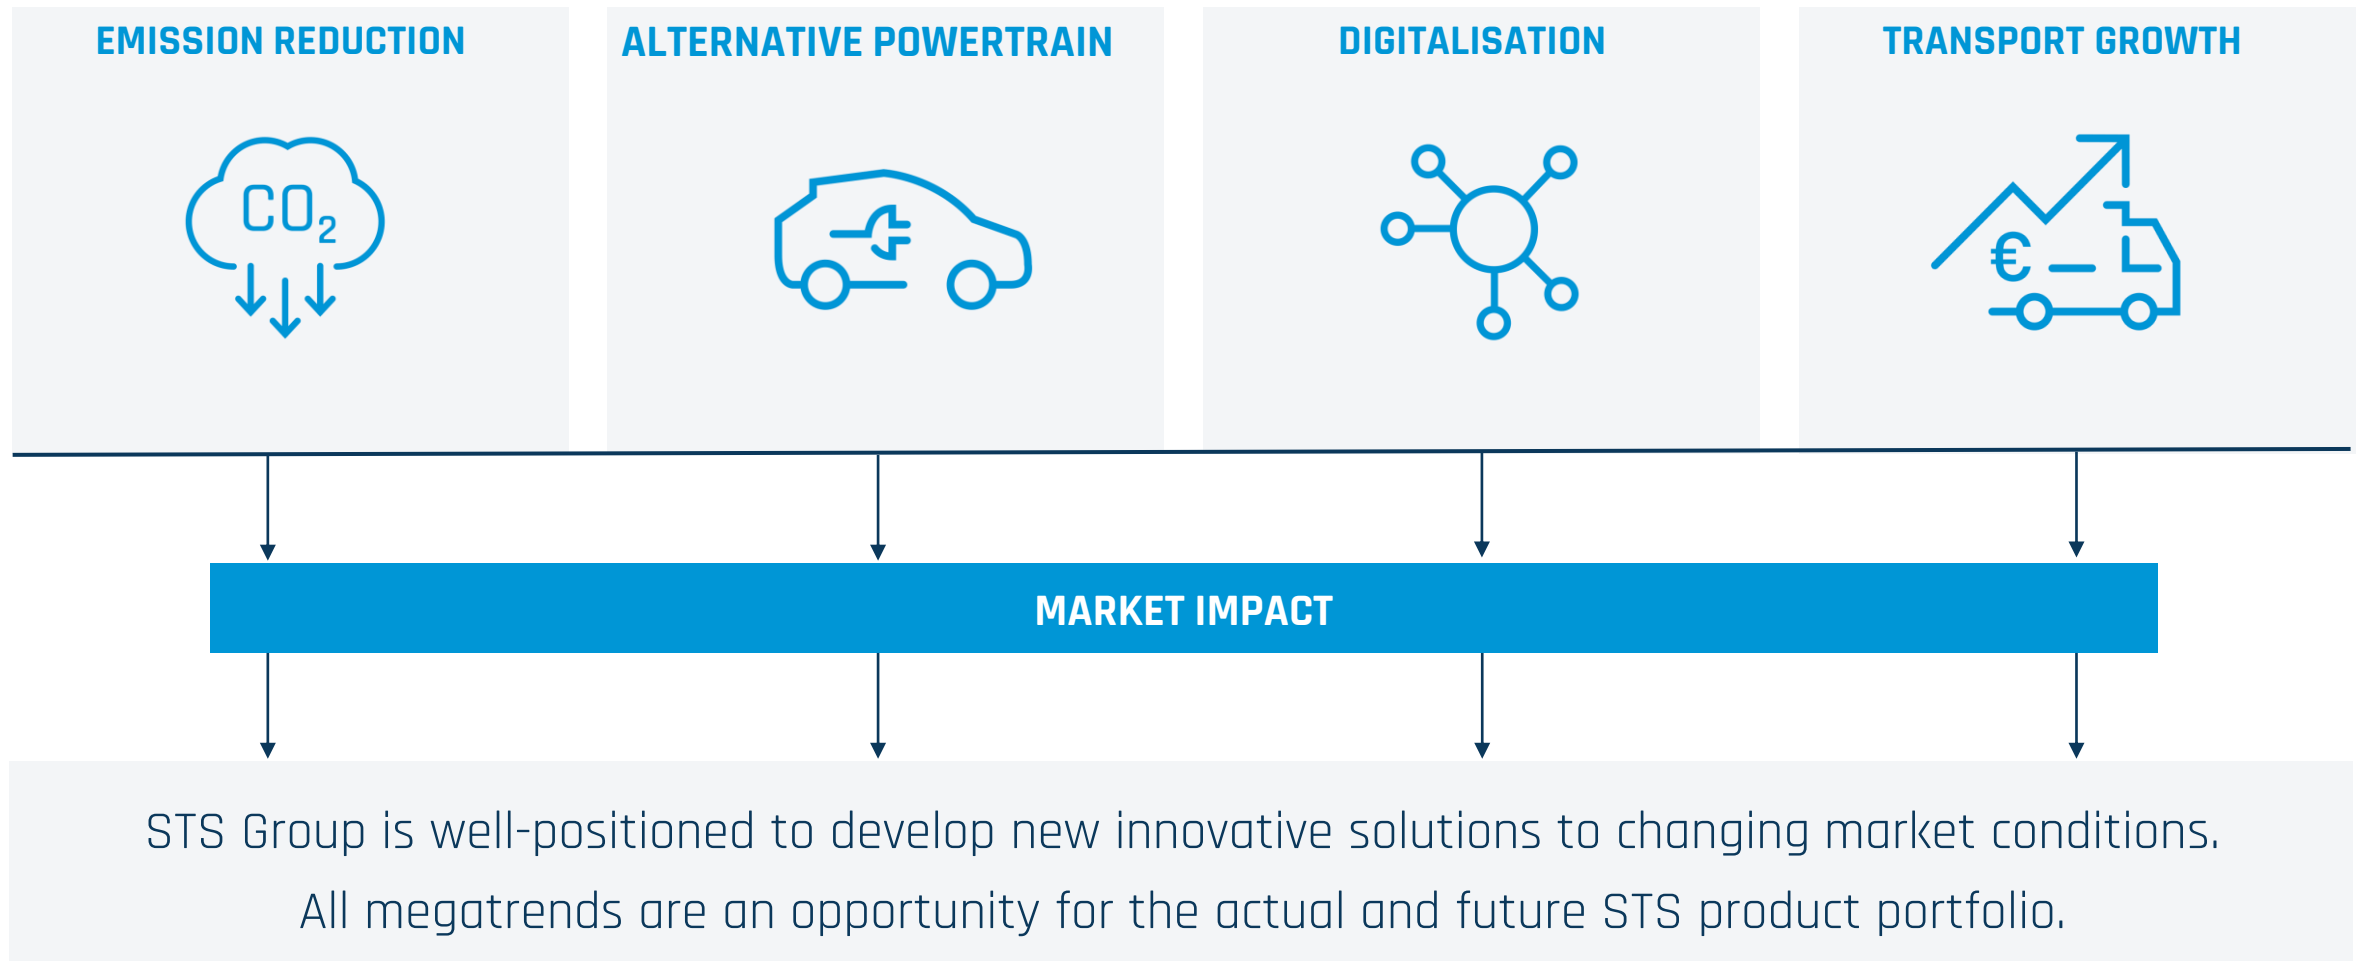 EMISSION REDUCTION
ALTERNATIVE POWERTRAIN
DIGITALISATION
TRANSPORT GROWTH
CO₂
€
MARKET IMPACT
STS Group is well-positioned to develop new innovative solutions to changing market conditions.
All megatrends are an opportunity for the actual and future STS product portfolio.